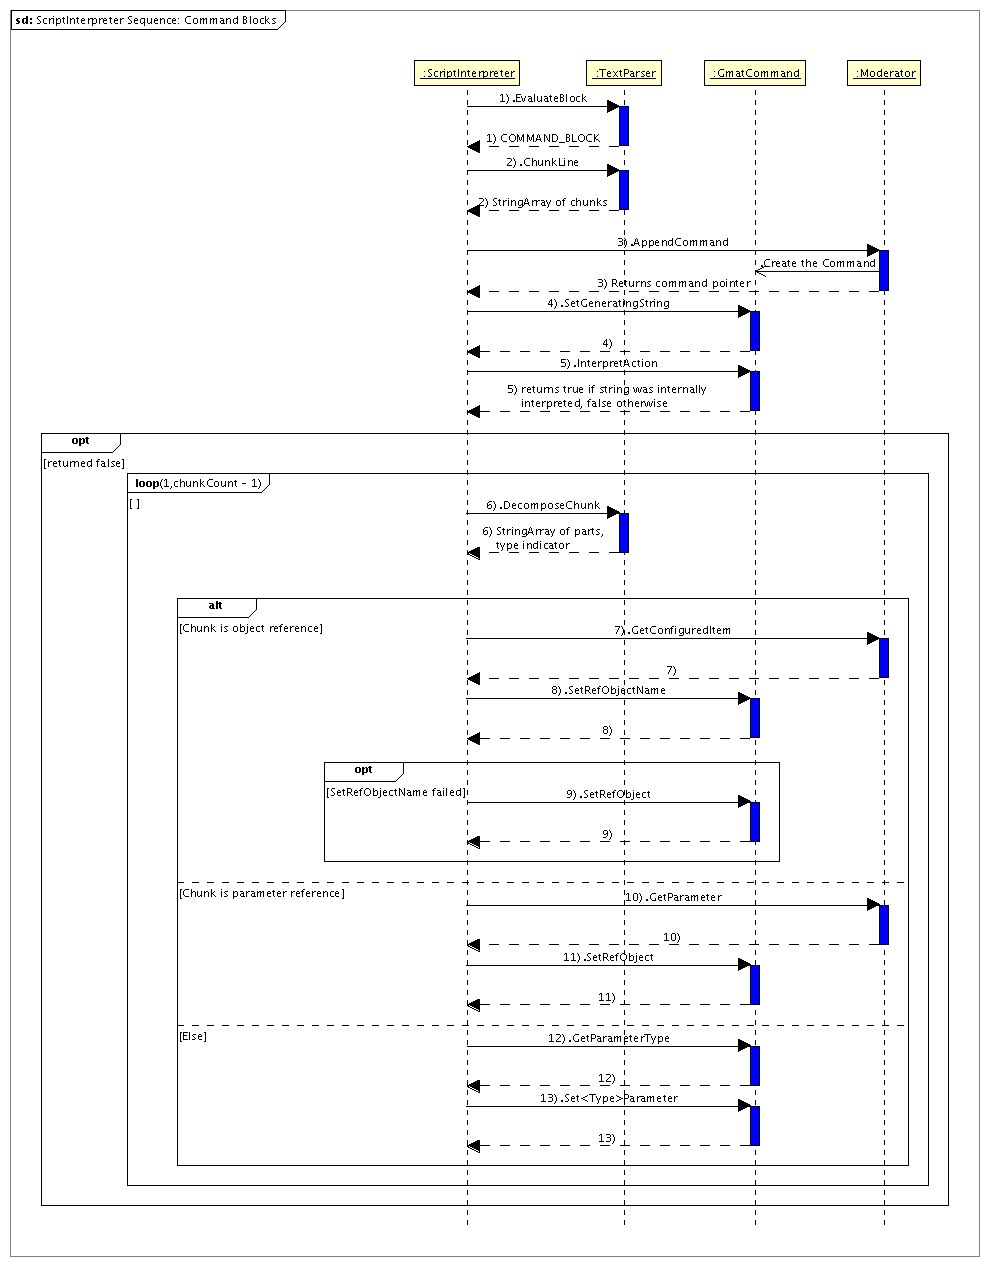 sd: ScriptInterpreter Sequence: Command Blocks
:ScriptInterpreter
:TextParser
:GmatCommand
:Moderator
1).EvaluateBlock
1) COMMAND_BLOCK
2).ChunkLine
2) StringArray of chunks
3).AppendCommand
Create the Command
3) Returns command pointer
4).SetGeneratingString
4)
5).InterpretAction
5) returns true if string was internally
interpreted, false otherwise
opt
[returned false]
loop(1,chunkCount - 1)
[ ]
6).DecomposeChunk
6) StringArray of parts,
type indicator
alt
[Chunk is object reference]
7).GetConfiguredItem
7)
8).SetRefObjectName
8)
opt
[SetRefObjectName failed]
9).SetRefObject
9)
[Chunk is parameter reference]
10).GetParameter
10)
11).SetRefObject
11)
[Else]
12).GetParameterType
12)
13).Set<Type>Parameter
13)